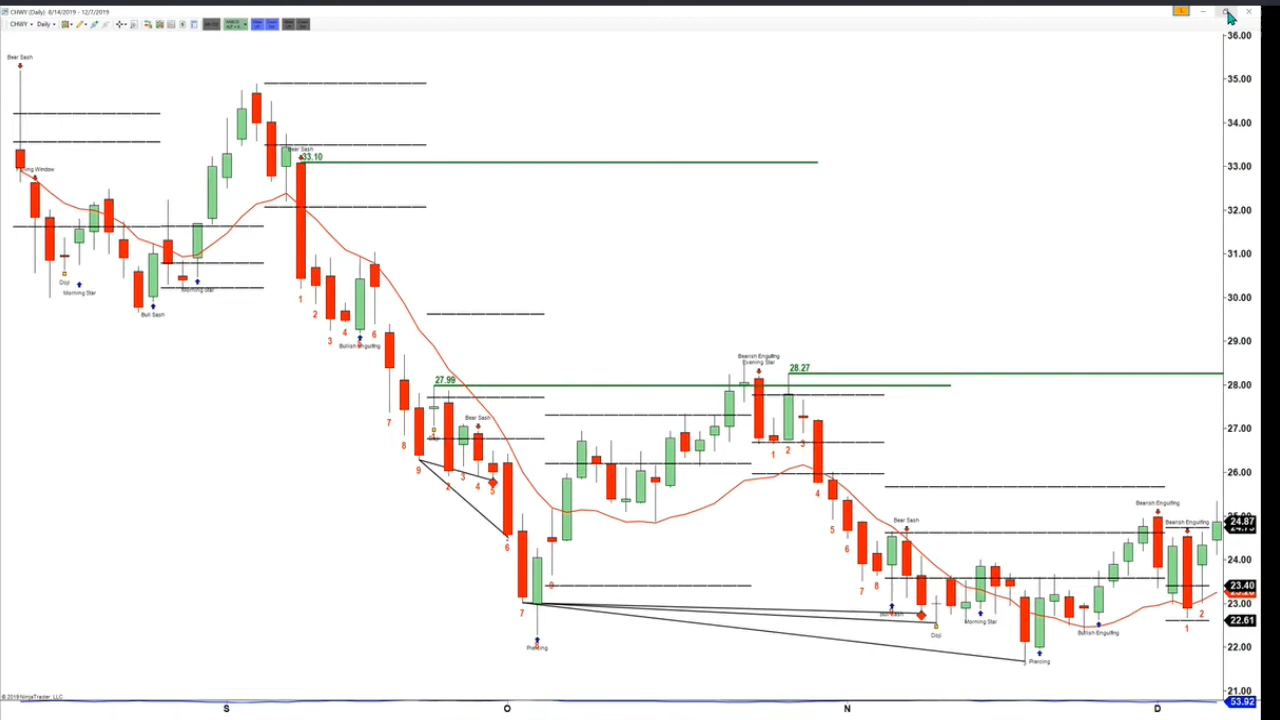 CHWY (Daily) 8/14/2019 - 12/7/2019
CHWY Daily
36.00
Bear Sash
35.00
34.00
Bear Sash
33.10
33.00
32.00
31.00
Doji
Morning Star
Morning Star
30.00
Bull Sash
1
2
3
4
6
Bullish Engulfing
29.00
Bearish Engulfing
Evening Star
28.27
27.99
28.00
7
8
9
Bear Sash
27.00
1
2
3
2
3
4
5
26.00
4
Bearish Engulfing
25.00
5
Bear Sash
Bearish Engulfing
24.87
6
6
24.00
7
8
9
23.40
23.00
7
Doji
Morning Star
Bullish Engulfing
1
2
22.61
Piercing
Piercing
22.00
21.00
© 2019 NinjaTrader, LLC
53.92
S
O
N
D